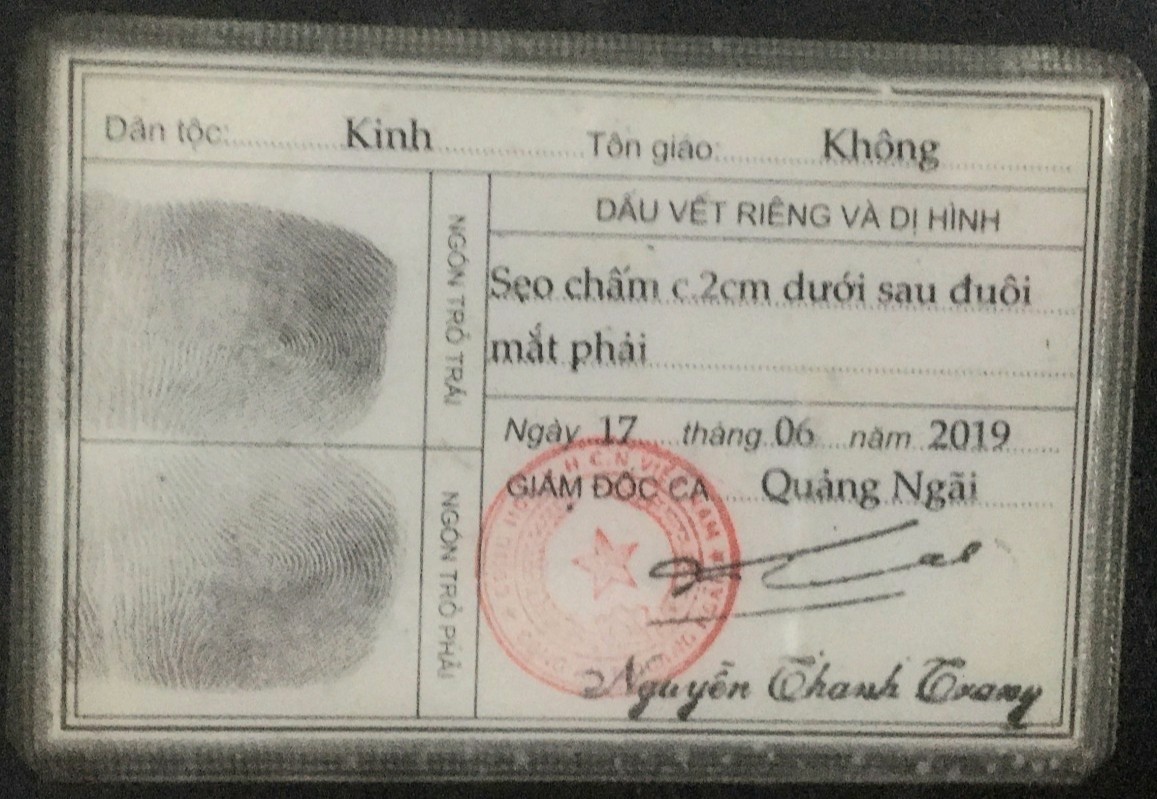 Dân tộc: Kinh Tôn giáo: Không
NGÓN TRỎ TRÁI
NGÓN TRỎ PHẢI
DẤU VẾT RIÊNG VÀ DỊ HÌNH
Sẹo chấm c.2cm dưới sau đuôi
mắt phải
Ngày 17 tháng 06 năm 2019
GIÁM ĐỐC CA Quảng Ngãi
Nguyễn Thanh Trang